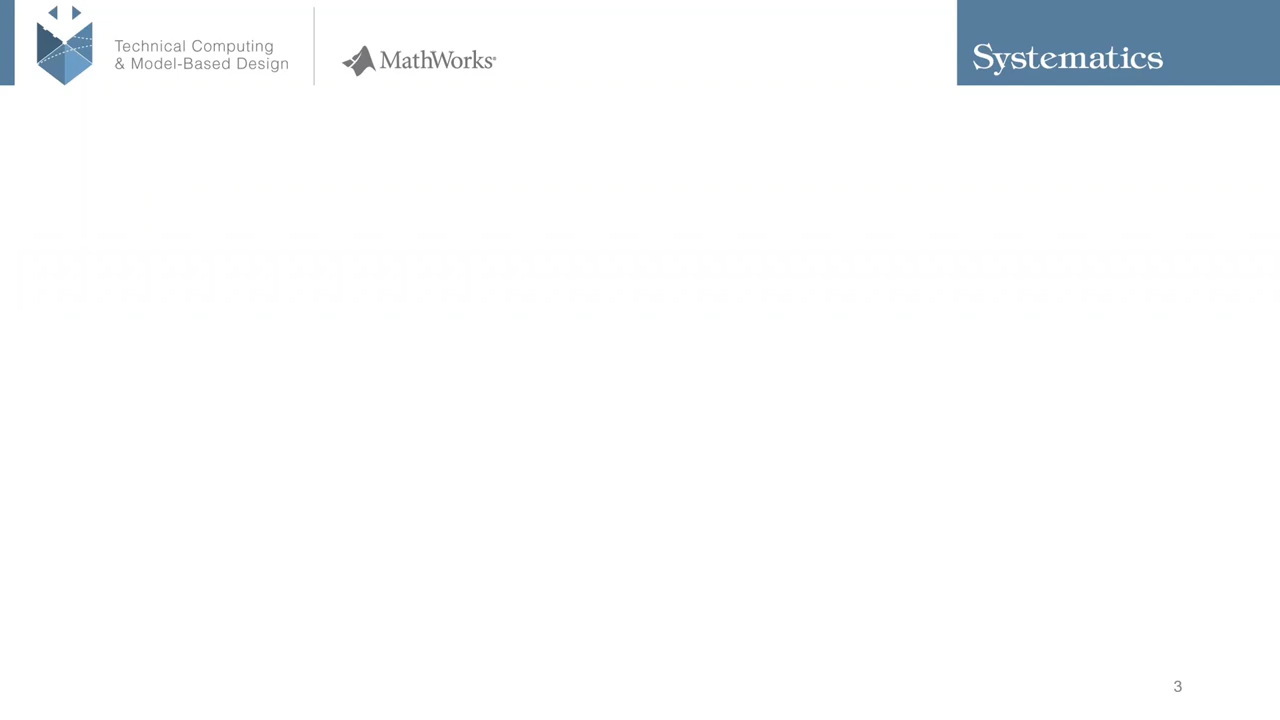 Technical Computing
& Model-Based Design
MathWorks®
Systematics
3